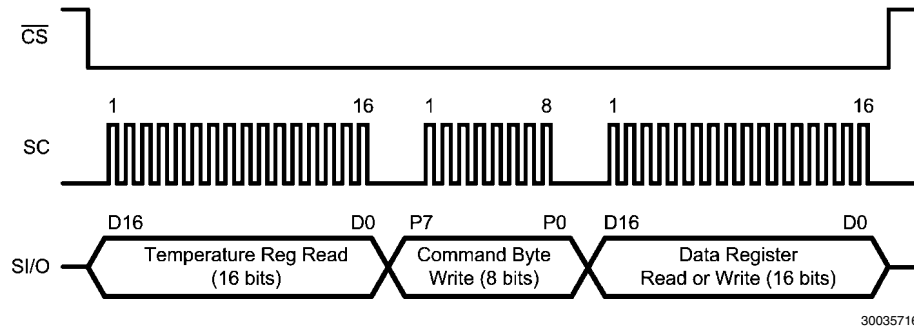 CS
1 16 1 8 1 16
SC
D16 D0 P7 P0 D16 D0
SI/O
Temperature Reg Read
(16 bits)
Command Byte
Write (8 bits)
Data Register
Read or Write (16 bits)
30035716